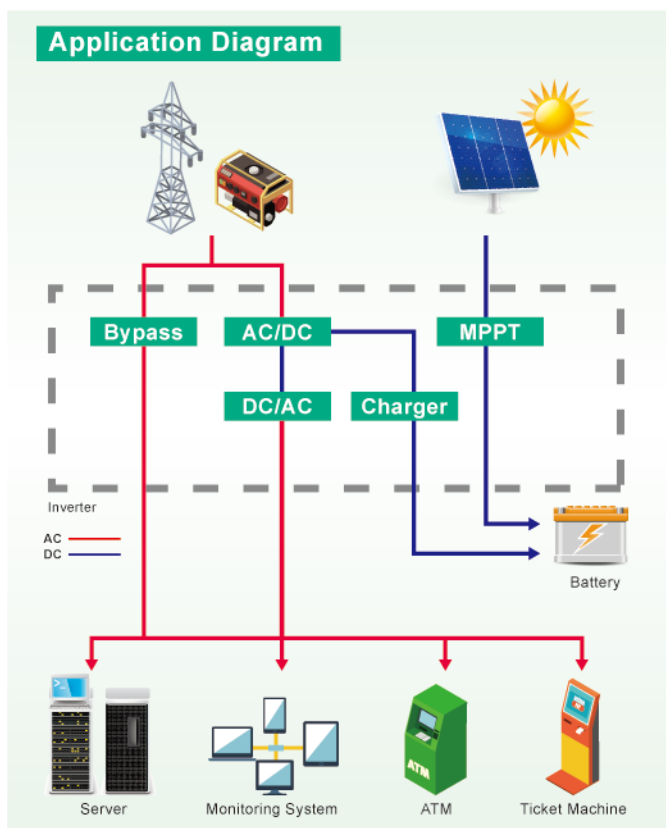 Application Diagram
Bypass
AC/DC
MPPT
DC/AC
Charger
Inverter
AC
DC
Battery
ATM
Server
Monitoring System
ATM
Ticket Machine